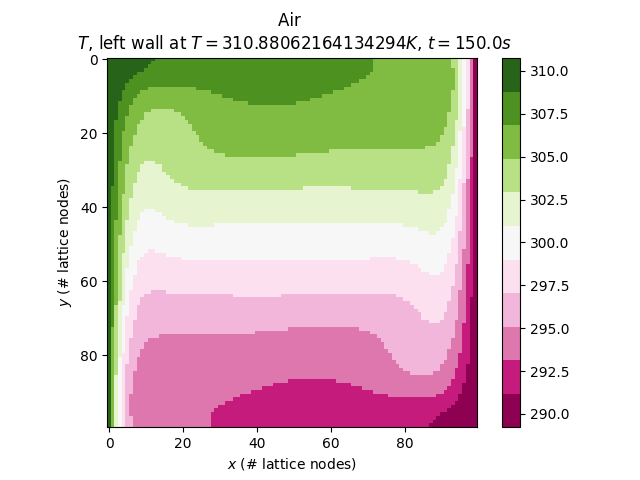 Air
T, left wall at T = 310.88062164134294K, t = 150.0s
0
20
40
60
80
y (# lattice nodes)
0 20 40 60 80
x (# lattice nodes)
310.0
307.5
305.0
302.5
300.0
297.5
295.0
292.5
290.0